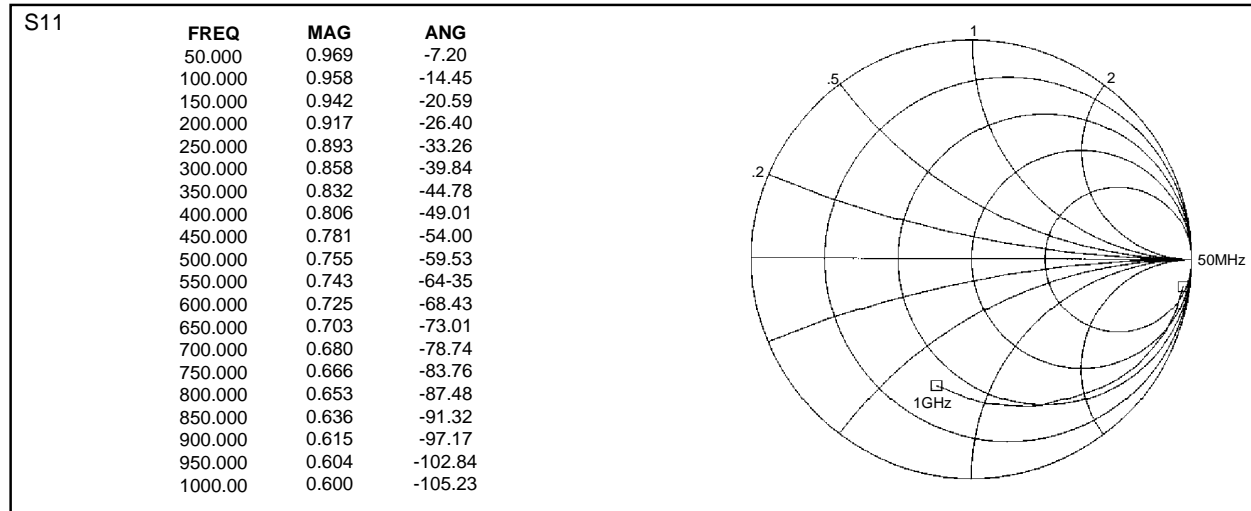 S11
FREQ MAG ANG
50.000 0.969 -7.20
100.000 0.958 -14.45
150.000 0.942 -20.59
200.000 0.917 -26.40
250.000 0.893 -33.26
300.000 0.858 -39.84
350.000 0.832 -44.78
400.000 0.806 -49.01
450.000 0.781 -54.00
500.000 0.755 -59.53
550.000 0.743 -64-35
600.000 0.725 -68.43
650.000 0.703 -73.01
700.000 0.680 -78.74
750.000 0.666 -83.76
800.000 0.653 -87.48
850.000 0.636 -91.32
900.000 0.615 -97.17
950.000 0.604 -102.84
1000.00 0.600 -105.23
1
.5
2
.2
50MHz
1GHz